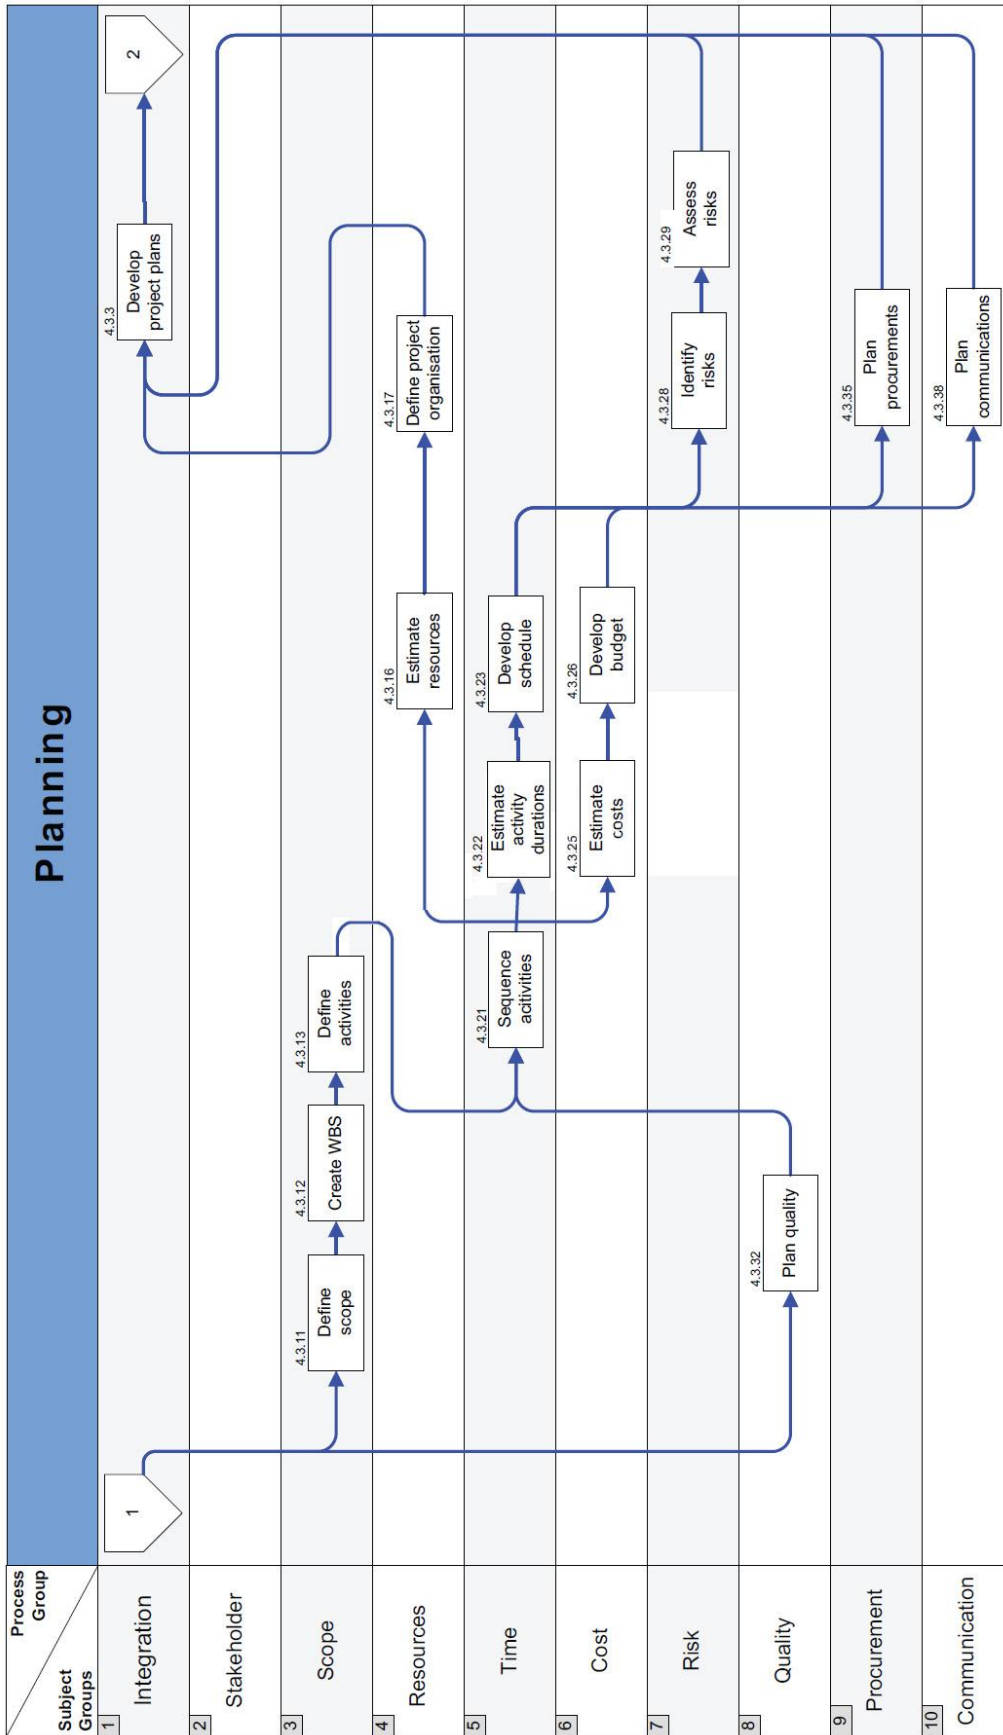 Planning
Process
Group
Subject
Groups
1
Integration
1
4.3.3
Develop
project plans
2
2
Stakeholder
3
Scope
4.3.11
Define
scope
4.3.12
Create WBS
4.3.13
Define
activities
4
Resources
4.3.16
Estimate
resources
4.3.17
Define project
organisation
5
Time
4.3.21
Sequence
acitivities
4.3.22
Estimate
activity
durations
4.3.23
Develop
schedule
6
Cost
4.3.25
Estimate
costs
4.3.26
Develop
budget
7
Risk
4.3.28
Identify
risks
4.3.29
Assess
risks
8
Quality
4.3.32
Plan quality
9
Procurement
4.3.35
Plan
procurements
10
Communication
4.3.38
Plan
communications